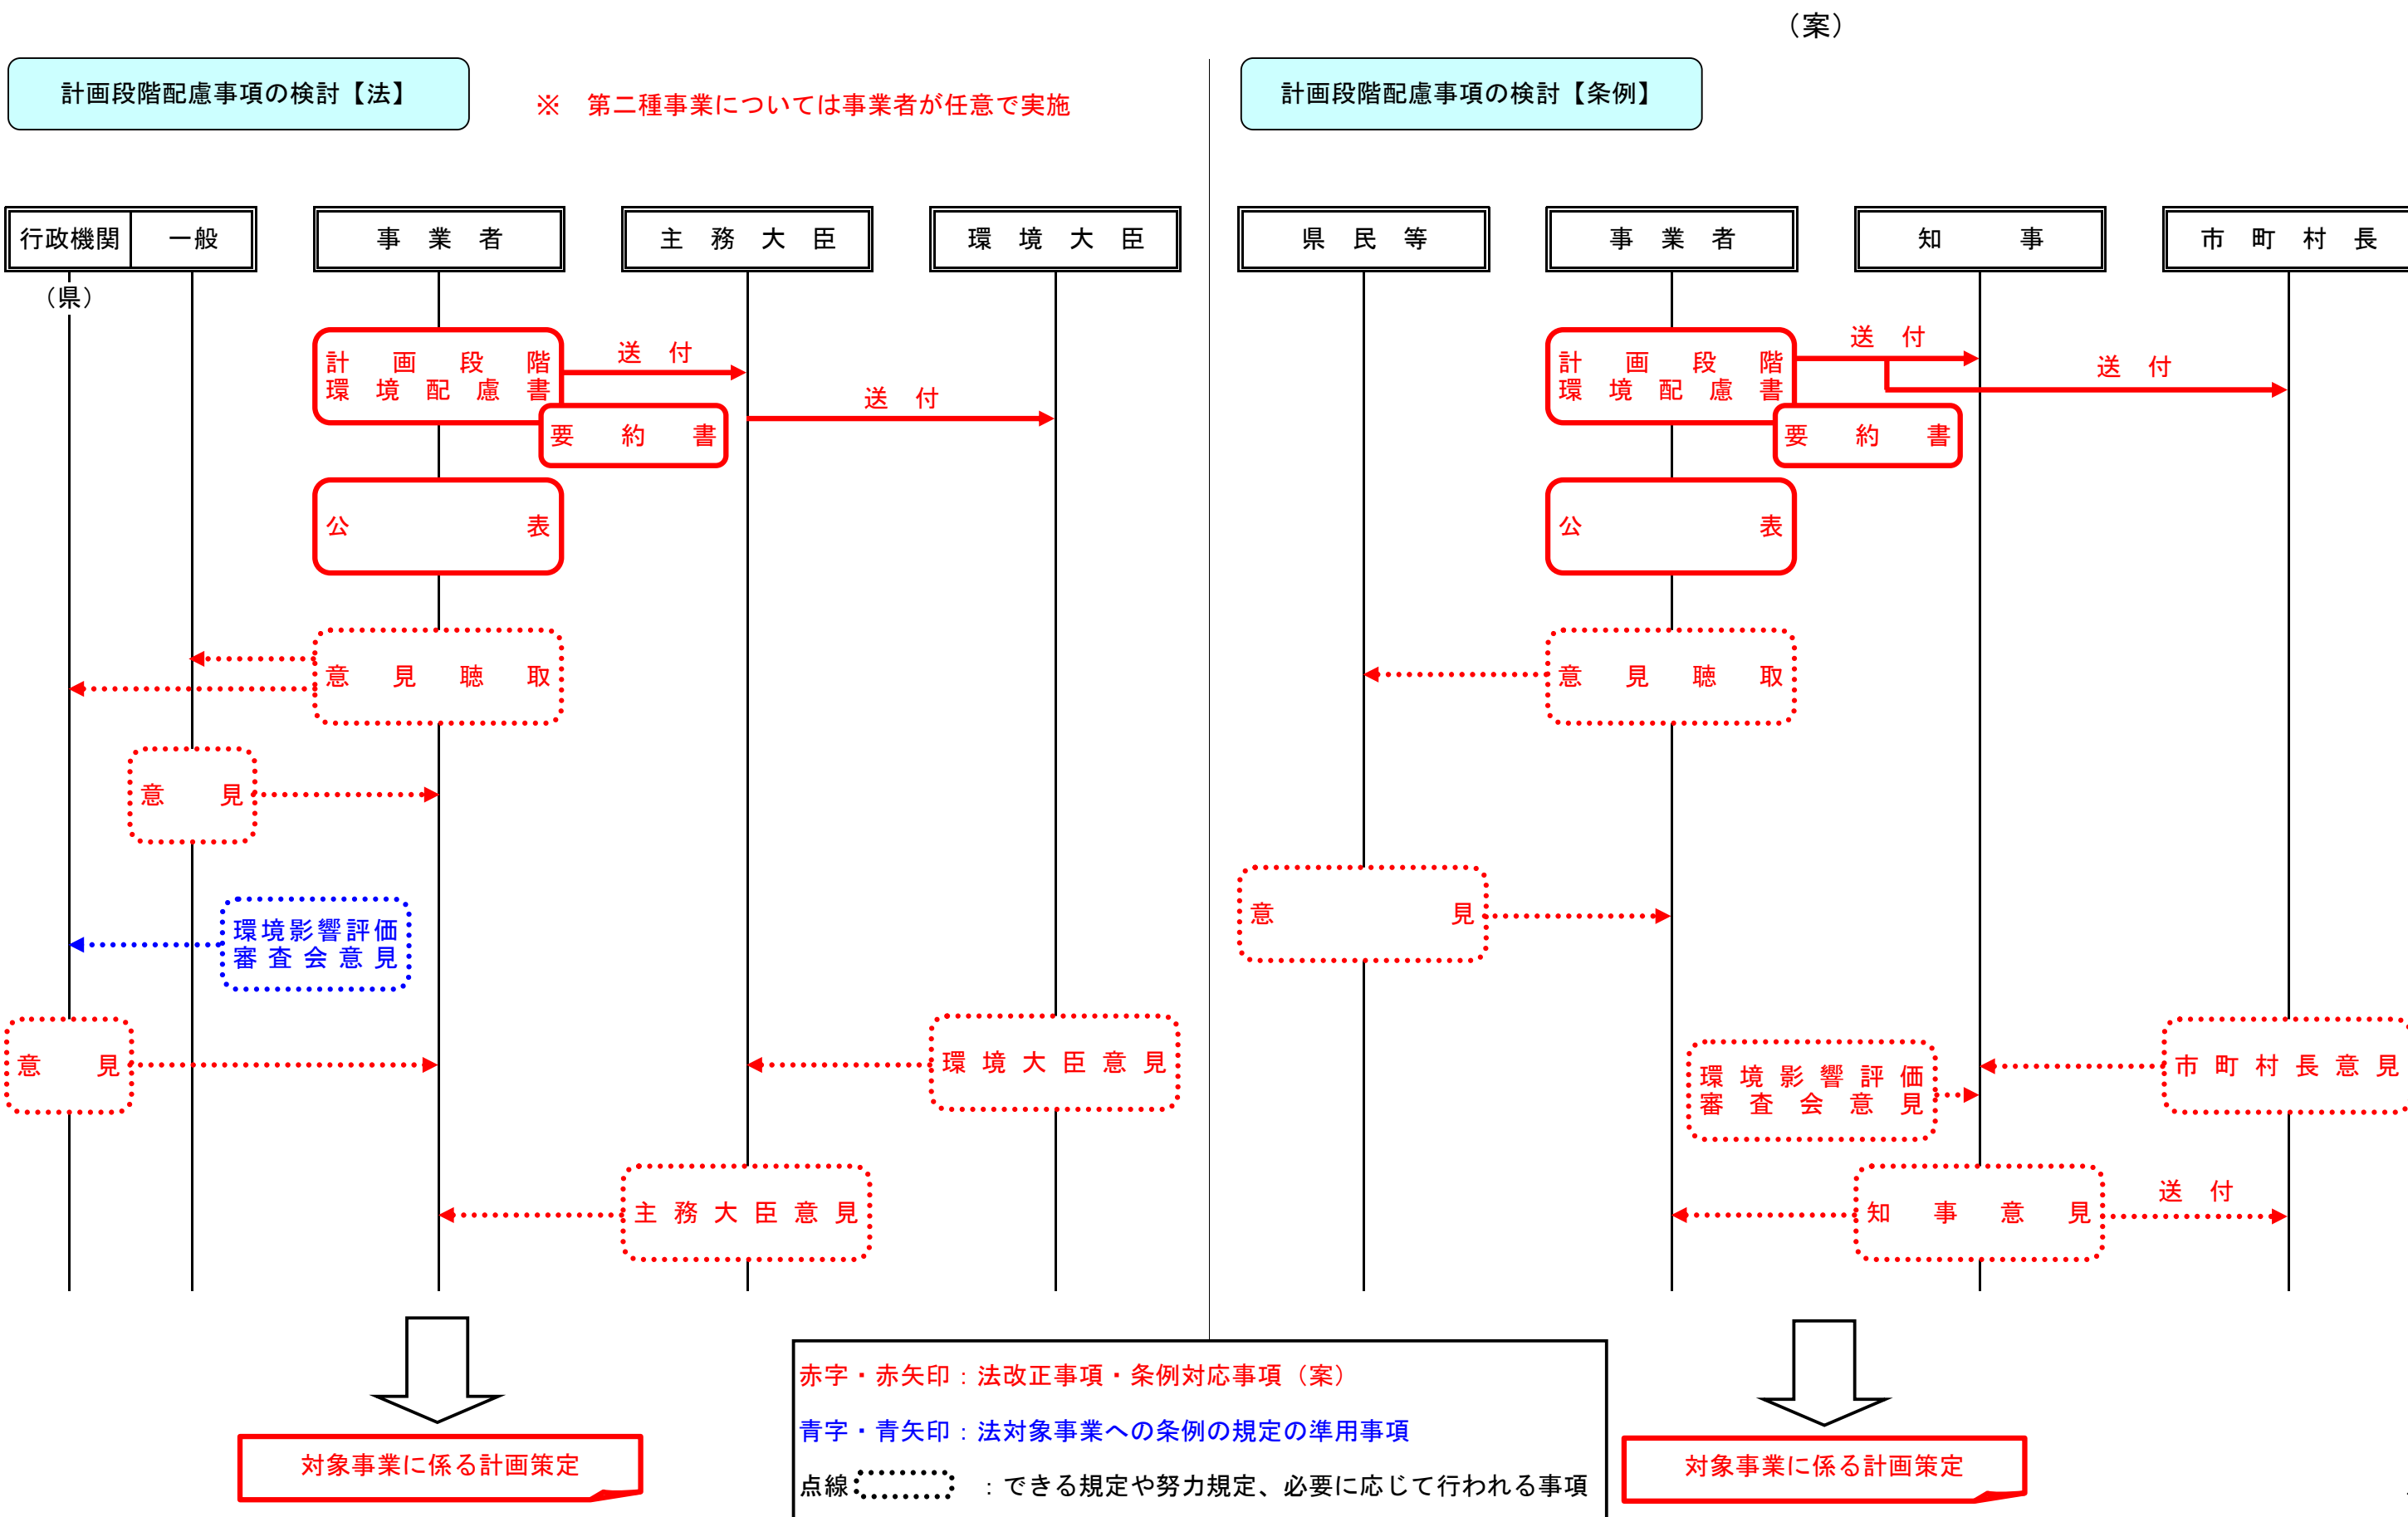 （案）
計画段階配慮事項の検討【法】
※　第二種事業については事業者が任意で実施
計画段階配慮事項の検討【条例】
行政機関
一般
事　業　者
主　務　大　臣
環　境　大　臣
県　民　等
事　業　者
知　　　事
市　町　村　長
（県）
計画段階
環境配慮書
送　付
送　付
要約書
計画段階
環境配慮書
送　付
送　付
要約書
公表
公表
意見聴取
意見聴取
意見
意見
環境影響評価
審査会意見
意見
環境大臣意見
環境影響評価
審査会意見
市町村長意見
主務大臣意見
知事意見
送　付
赤字・赤矢印：法改正事項・条例対応事項（案）
青字・青矢印：法対象事業への条例の規定の準用事項
点線　　　　：できる規定や努力規定、必要に応じて行われる事項
対象事業に係る計画策定
対象事業に係る計画策定